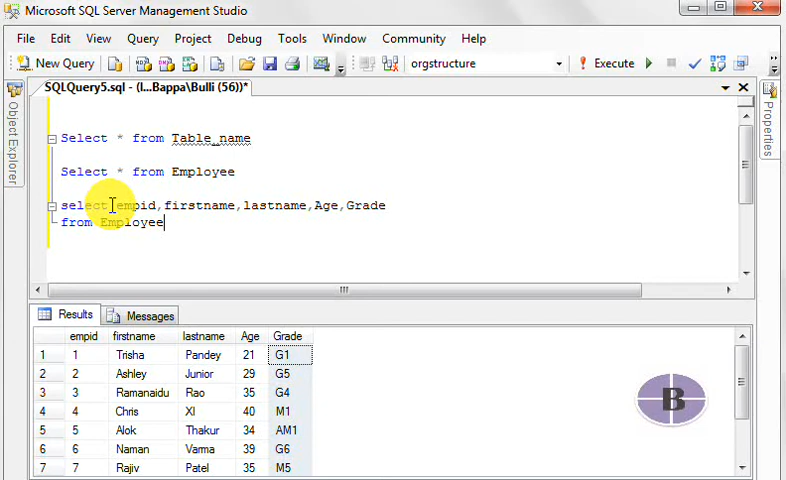 Microsoft SQL Server Management Studio
File Edit View Query Project Debug Tools Window Community Help
New Query orgstructure Execute
SQLQuery5.sql - (l...Bappa\Bulli (56))*
Object Explorer
Properties
Select * from Table_name
Select * from Employee
select empid,firstname,lastname,Age,Grade
from Employee
Results Messages
empid firstname lastname Age Grade
1 1 Trisha Pandey 21 G1
2 2 Ashley Junior 29 G5
3 3 Ramanaidu Rao 35 G4
4 4 Chris XI 40 M1
5 5 Alok Thakur 34 AM1
6 6 Naman Varma 39 G6
7 7 Rajiv Patel 35 M5
B